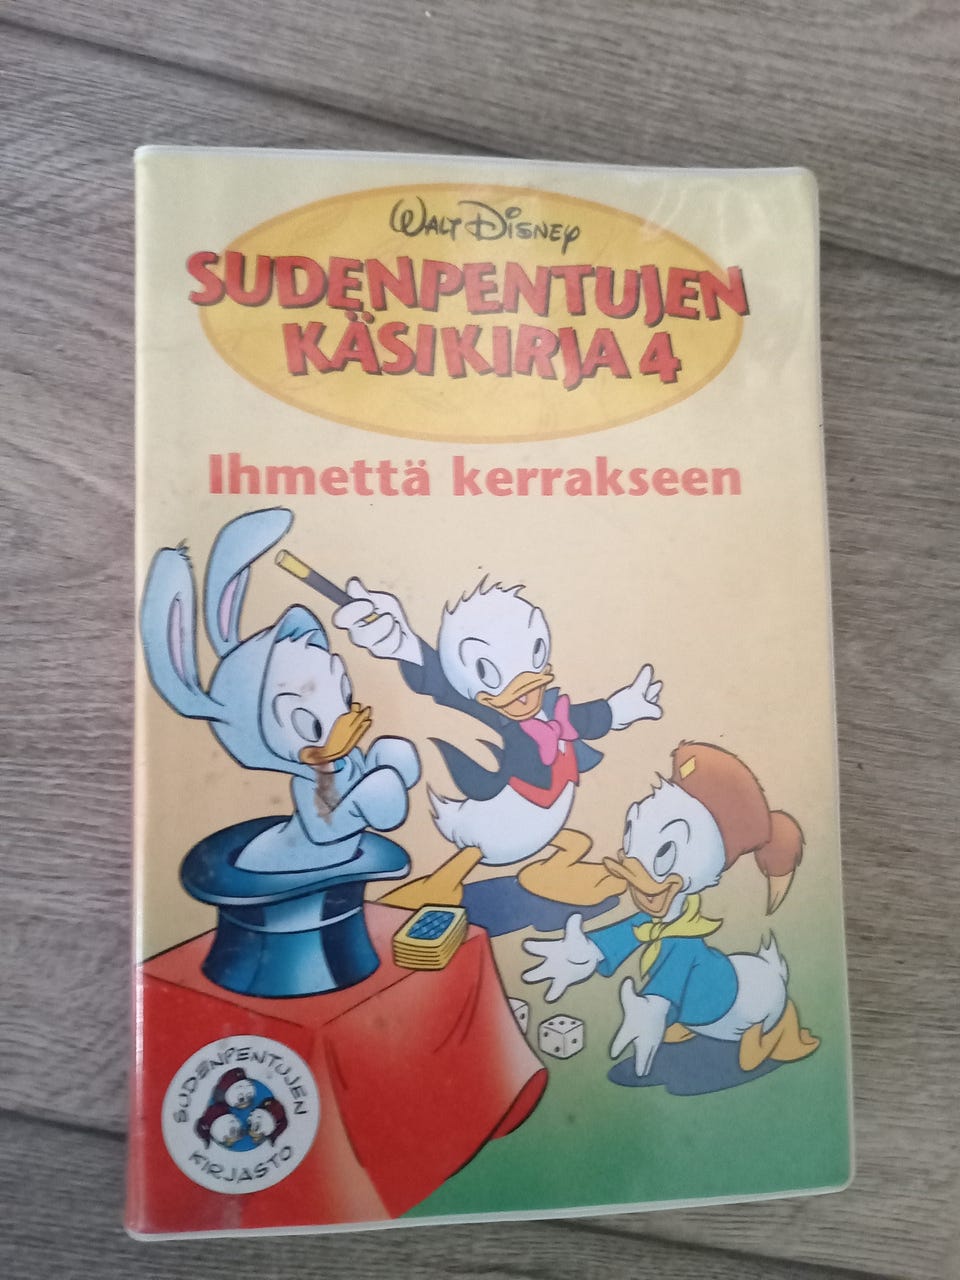 WALT DISNEY
SUDENPENTUJEN
KÄSIKIRJA 4
Ihmettä kerrakseen
SUDENPENTUJEN
KIRJASTO